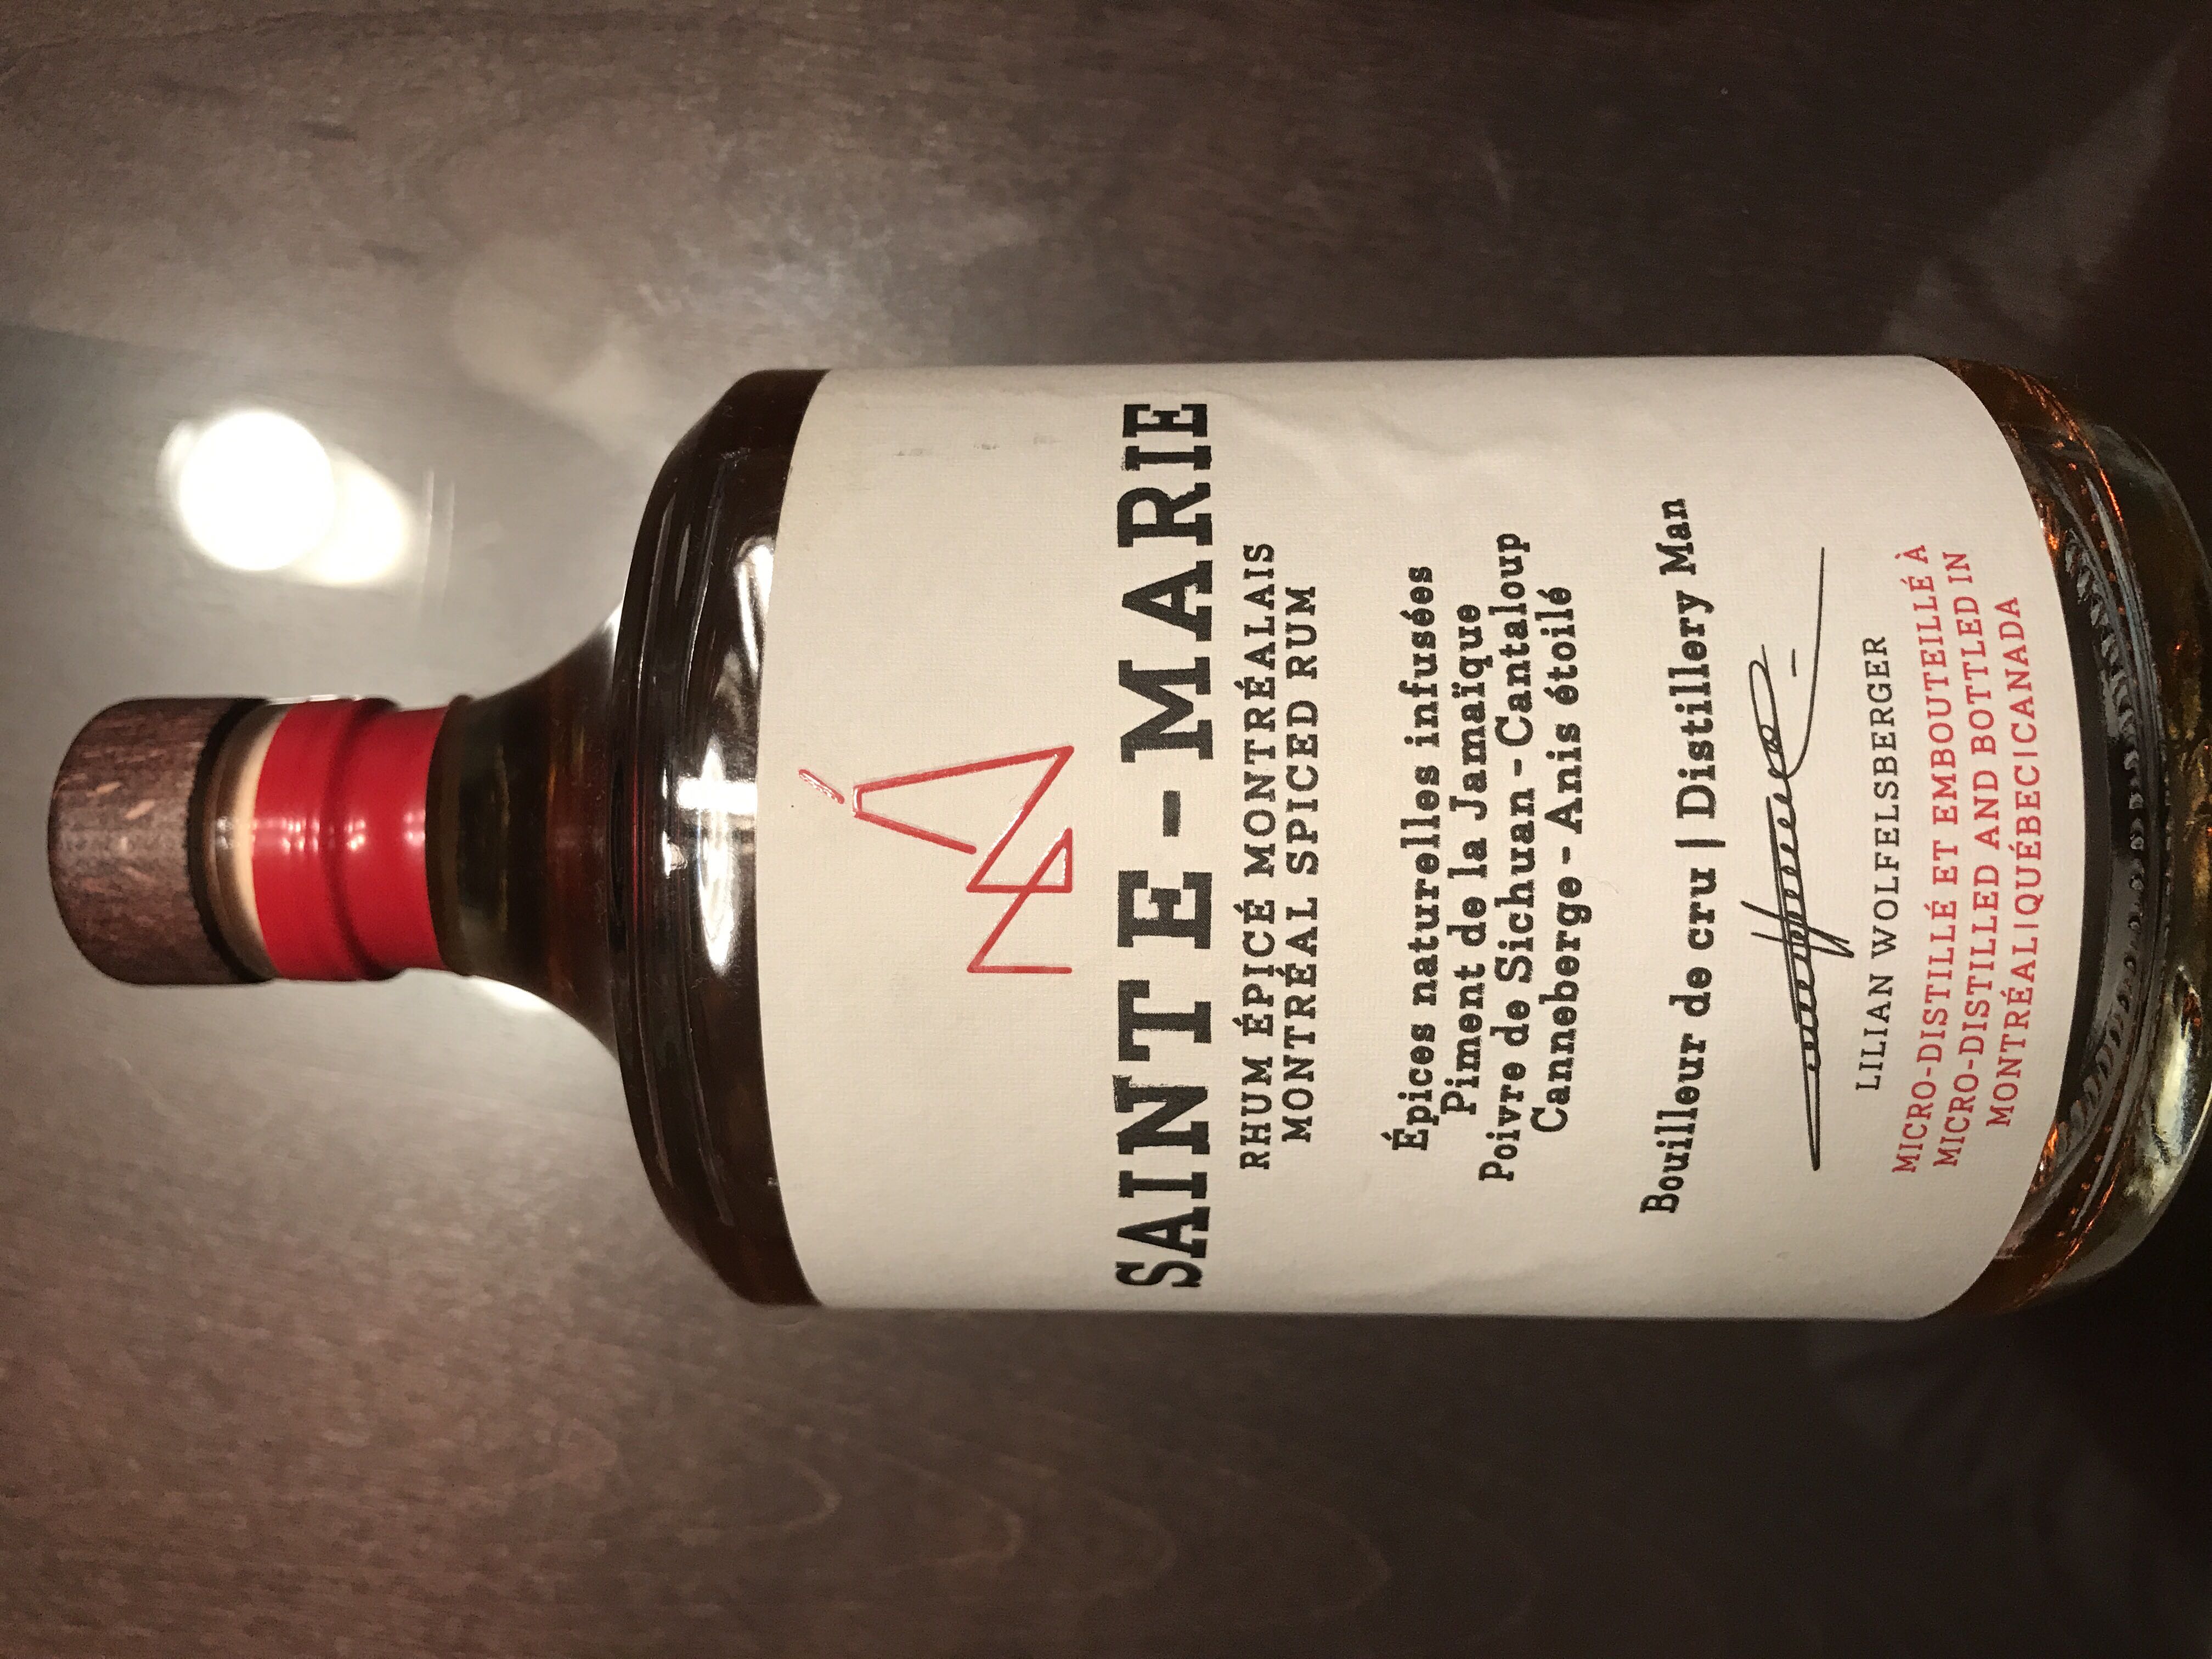 SAINTE-MARIE
RHUM ÉPICÉ MONTRÉALAIS
MONTRÉAL SPICED RUM
Épices naturelles infusées
Piment de la Jamaïque
Poivre de Sichuan - Cantaloup
Canneberge - Anis étoilé
Bouilleur de cru | Distillery Man
LILIAN WOLFELSBERGER
MICRO-DISTILLÉ ET EMBOUTEILLÉ À
MICRO-DISTILLED AND BOTTLED IN
MONTRÉAL|QUÉBEC|CANADA